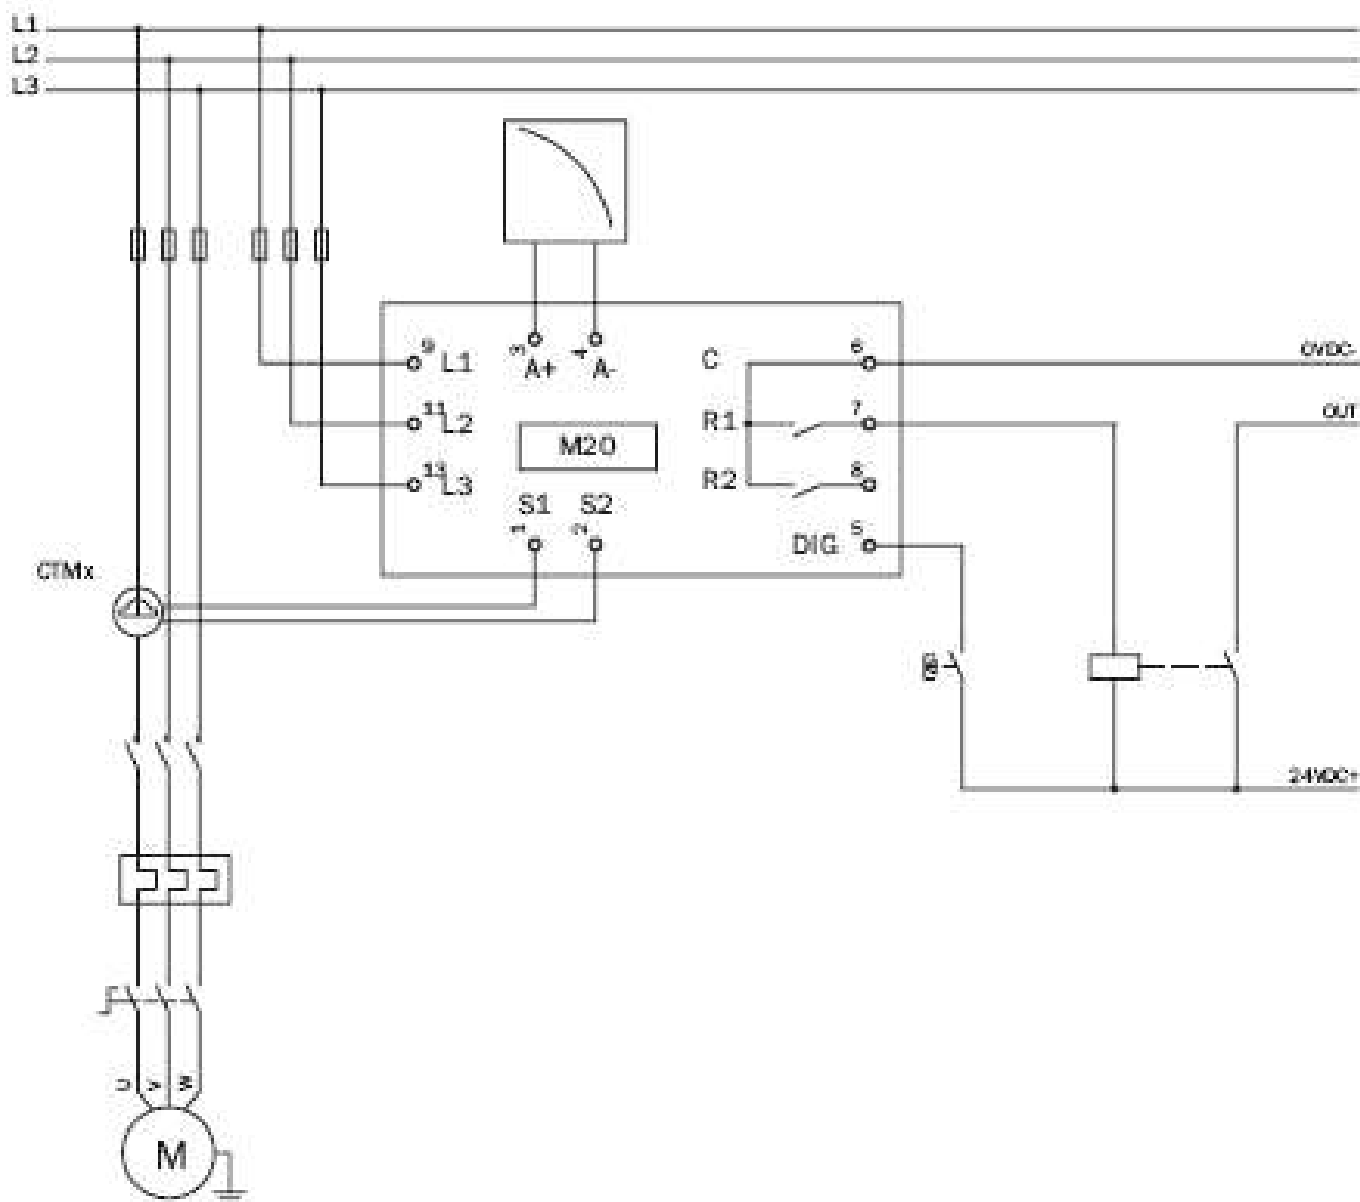 L1
L2
L3
9 L1
3 A+
4 A-
C 6
0VDC-
11 L2
M20
R1 7
OUT
13 L3
R2 8
S1 S2
1 2
DIG 5
CTMx
24VDC+
U V W
M